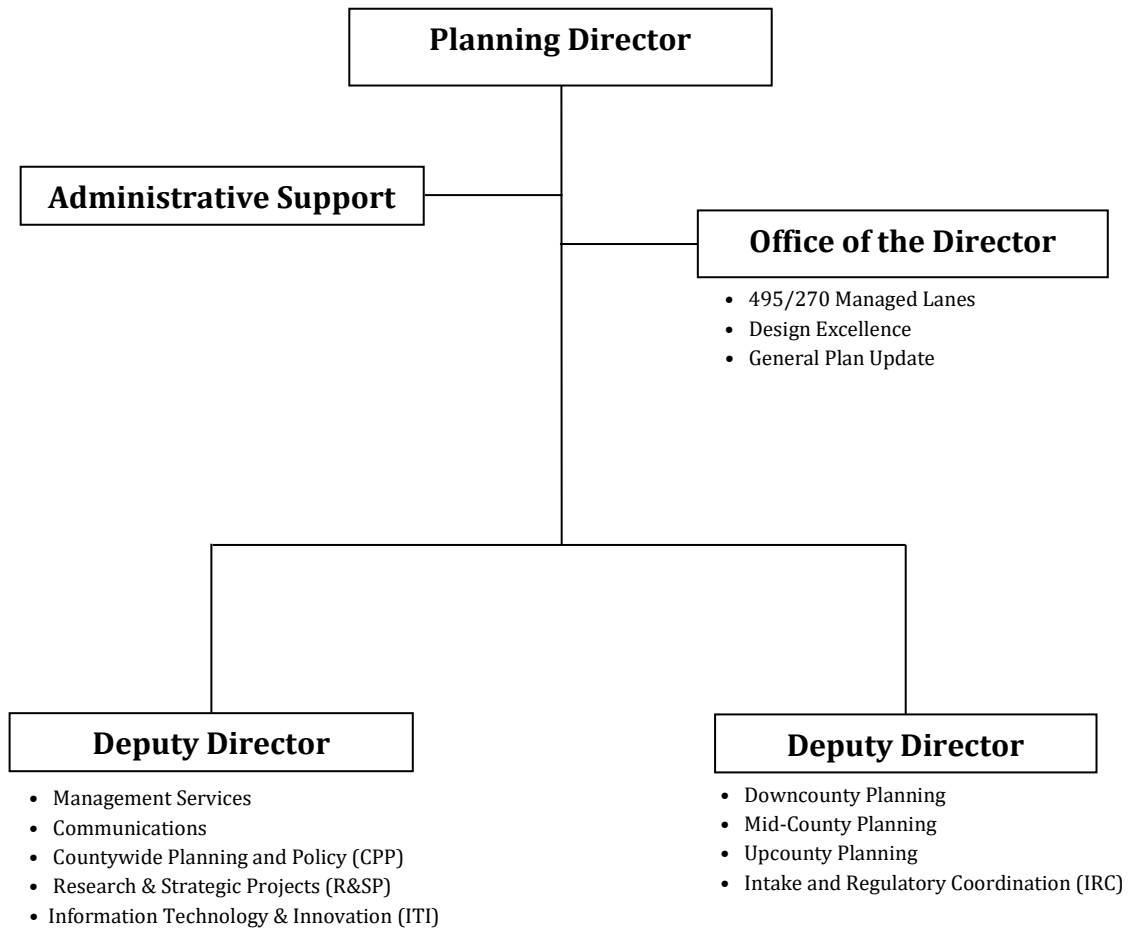 Planning Director
Administrative Support
Office of the Director
• 495/270 Managed Lanes
• Design Excellence
• General Plan Update
Deputy Director
• Management Services
• Communications
• Countywide Planning and Policy (CPP)
• Research & Strategic Projects (R&SP)
• Information Technology & Innovation (ITI)
Deputy Director
• Downcounty Planning
• Mid-County Planning
• Upcounty Planning
• Intake and Regulatory Coordination (IRC)